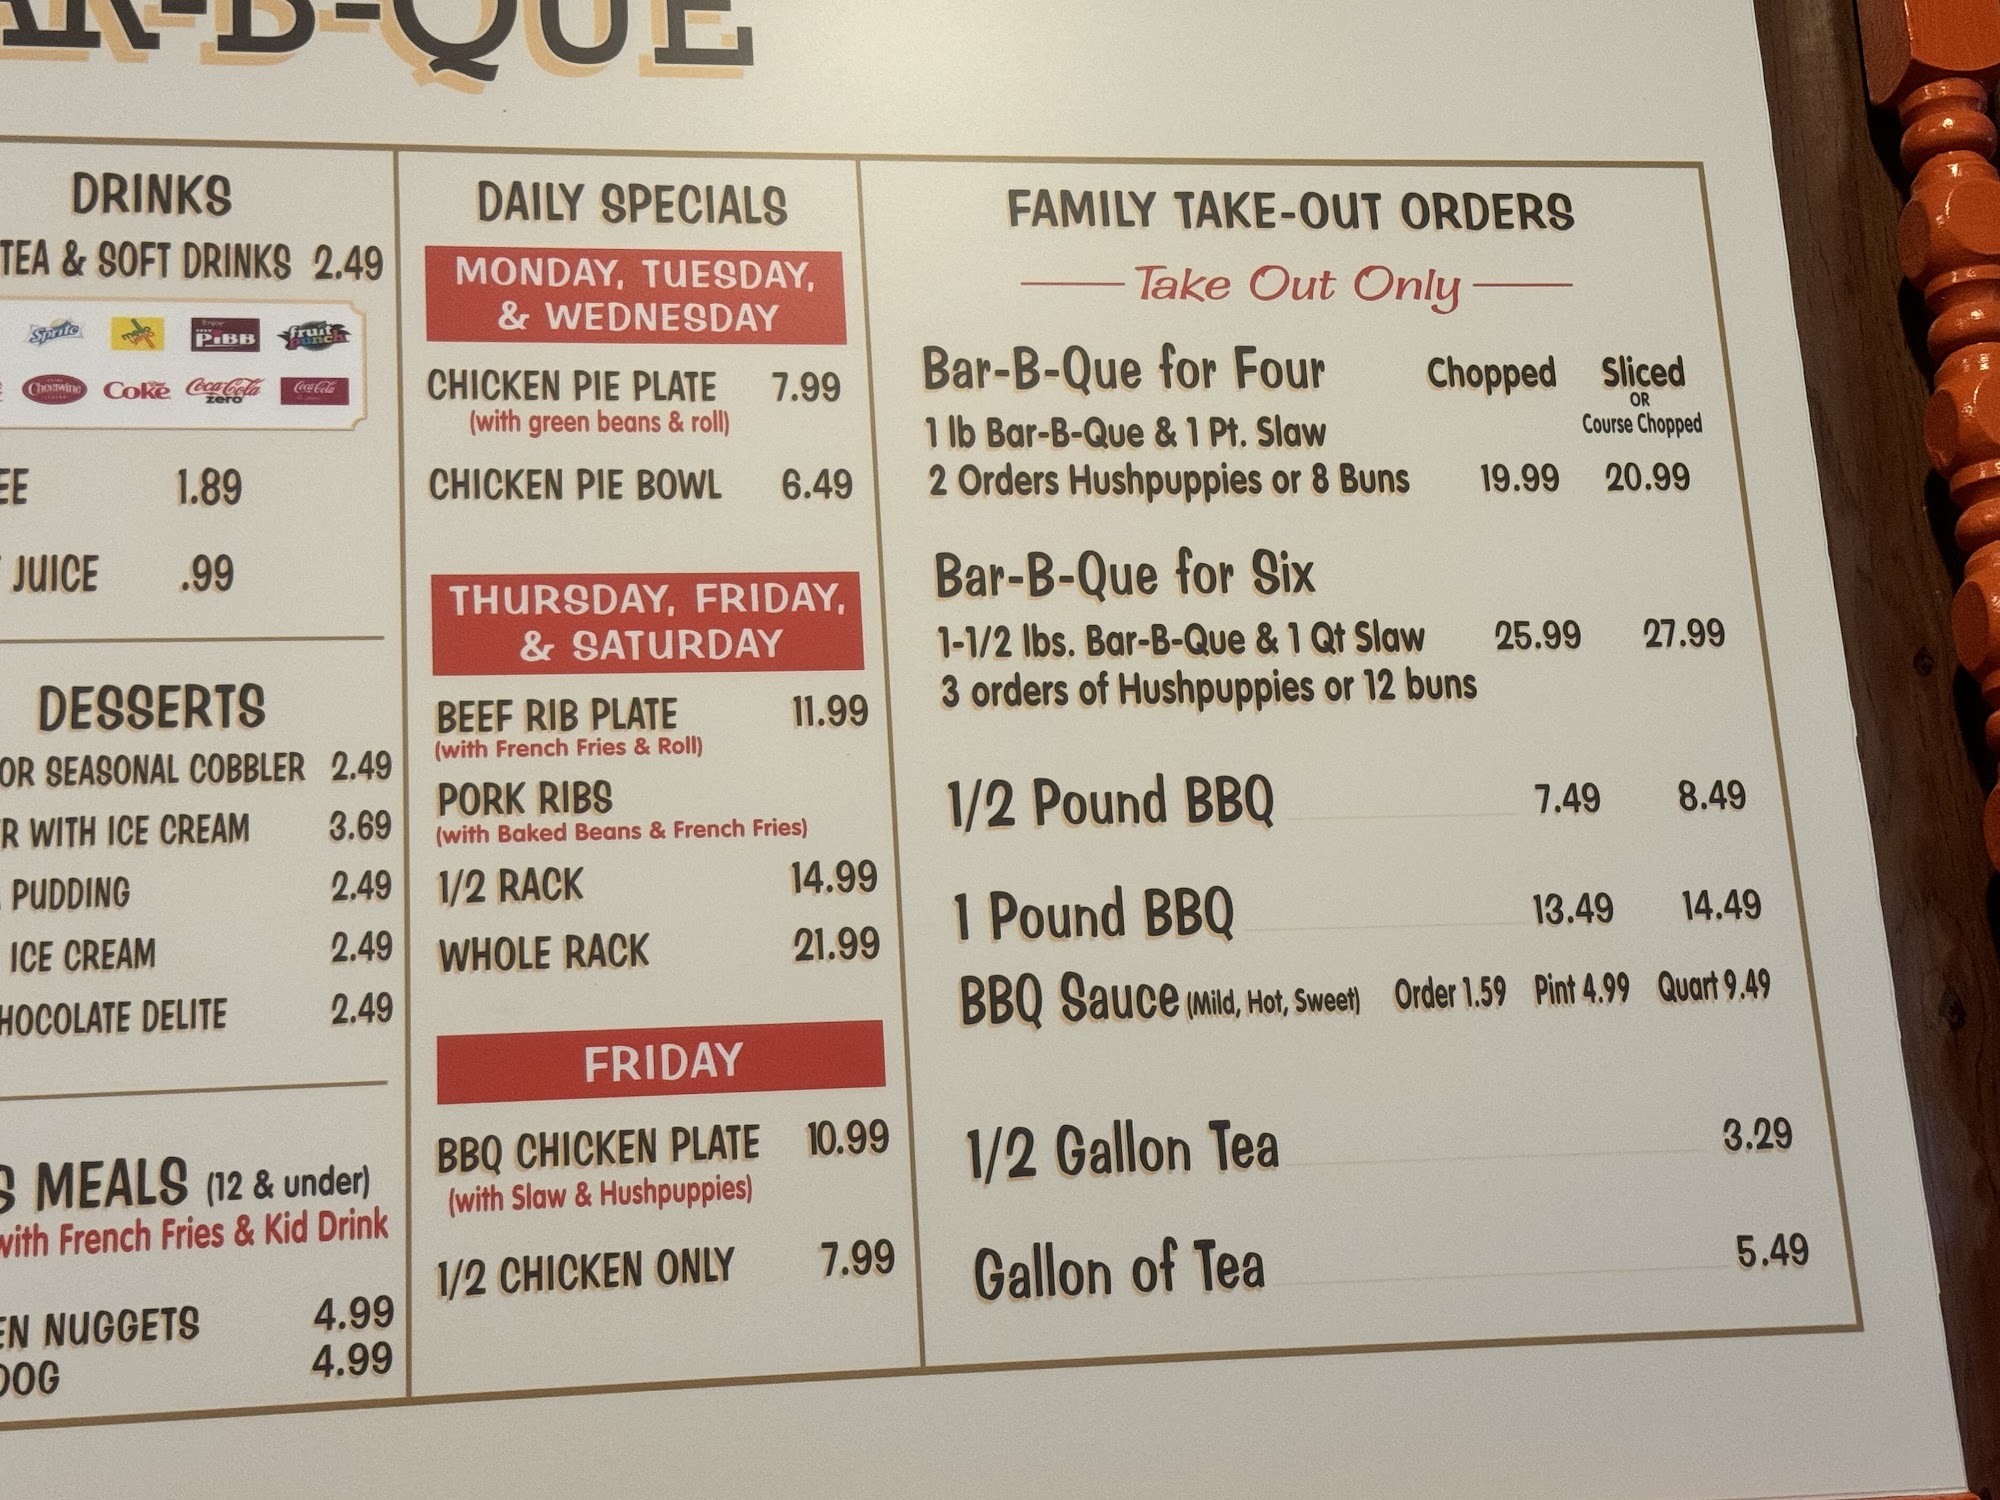 BAR-B-QUE
DRINKS
TEA & SOFT DRINKS 2.49
Sprite mello yello enjoy MR PiBB fruit punch
Cheerwine Diet Coke Coca-Cola zero Coca-Cola
1.89
JUICE .99
DESSERTS
OR SEASONAL COBBLER 2.49
WITH ICE CREAM 3.69
PUDDING 2.49
ICE CREAM 2.49
CHOCOLATE DELITE 2.49
MEALS (12 & under)
with French Fries & Kid Drink
NUGGETS 4.99
DOG 4.99
DAILY SPECIALS
MONDAY, TUESDAY,
& WEDNESDAY
CHICKEN PIE PLATE 7.99
(with green beans & roll)
CHICKEN PIE BOWL 6.49
THURSDAY, FRIDAY,
& SATURDAY
BEEF RIB PLATE 11.99
(with French Fries & Roll)
PORK RIBS
(with Baked Beans & French Fries)
1/2 RACK 14.99
WHOLE RACK 21.99
FRIDAY
BBQ CHICKEN PLATE 10.99
(with Slaw & Hushpuppies)
1/2 CHICKEN ONLY 7.99
FAMILY TAKE-OUT ORDERS
Take Out Only
Bar-B-Que for Four Chopped Sliced
OR
Course Chopped
1 lb Bar-B-Que & 1 Pt. Slaw
2 Orders Hushpuppies or 8 Buns 19.99 20.99
Bar-B-Que for Six
1-1/2 lbs. Bar-B-Que & 1 Qt Slaw 25.99 27.99
3 orders of Hushpuppies or 12 buns
1/2 Pound BBQ 7.49 8.49
1 Pound BBQ 13.49 14.49
BBQ Sauce (Mild, Hot, Sweet) Order 1.59 Pint 4.99 Quart 9.49
1/2 Gallon Tea 3.29
Gallon of Tea 5.49